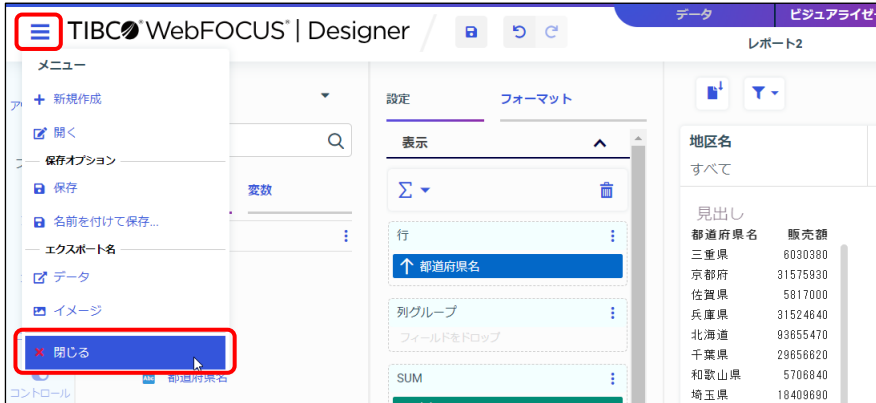 TIBCO® WebFOCUS® | Designer
データ
ビジュアライゼ
レポート2
メニュー
新規作成
開く
保存オプション
保存
名前を付けて保存...
エクスポート名
データ
イメージ
閉じる
コントロール
変数
都道府県名
設定
フォーマット
表示
行
都道府県名
列グループ
フィールドをドロップ
SUM
地区名
すべて
見出し
都道府県名 販売額
三重県 6030380
京都府 31575930
佐賀県 5817000
兵庫県 31524640
北海道 93655470
千葉県 29656620
和歌山県 5706840
埼玉県 18409690